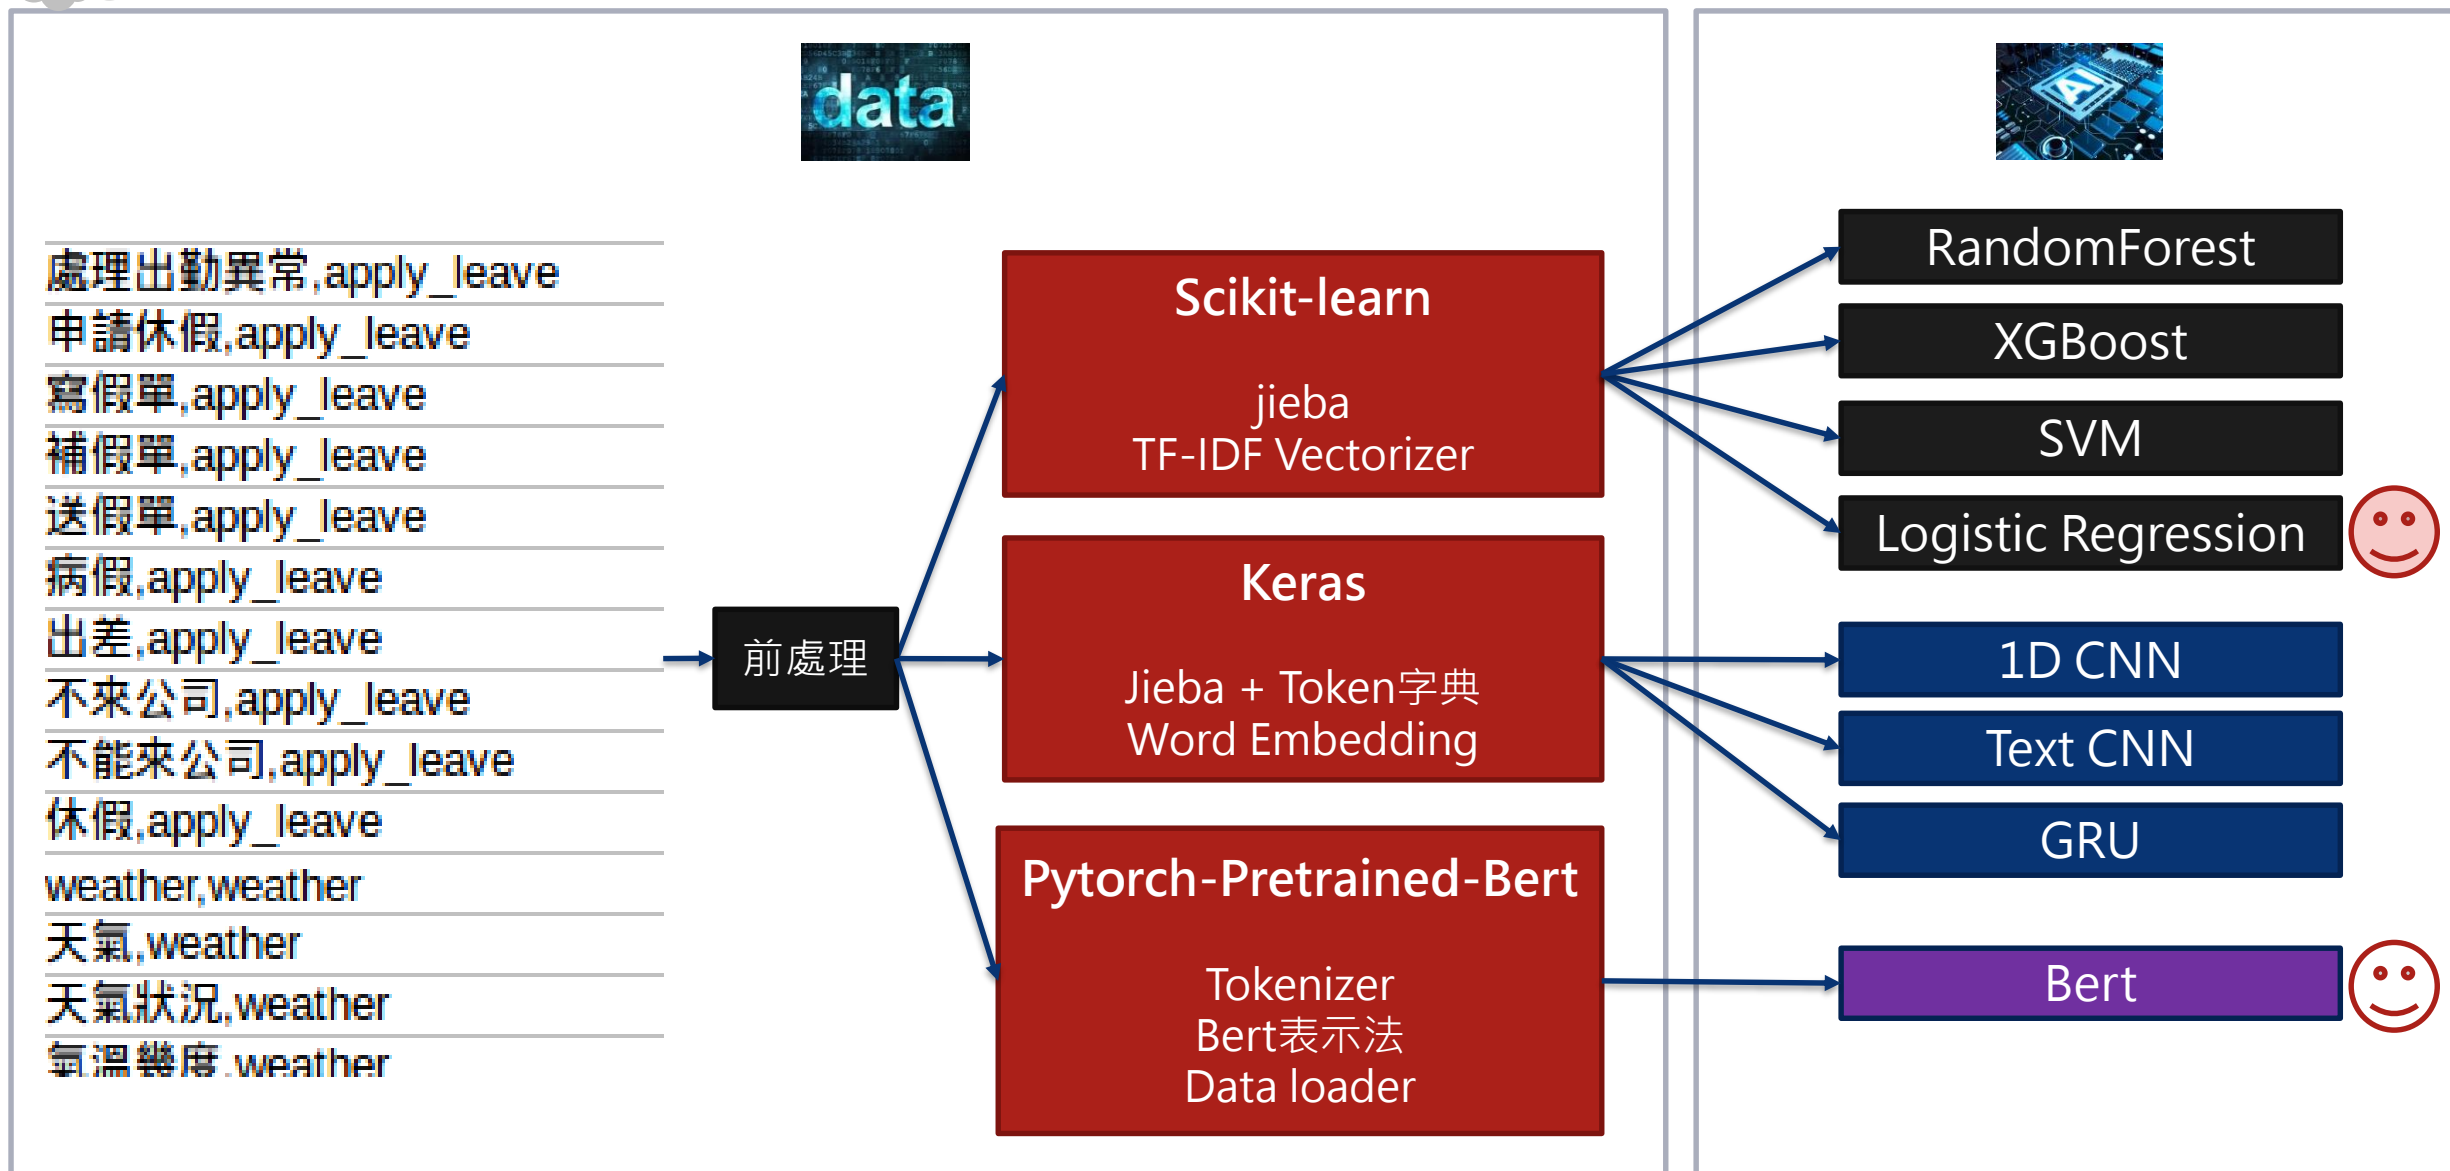 data
AI
處理出勤異常,apply_leave
申請休假,apply_leave
寫假單,apply_leave
補假單,apply_leave
送假單,apply_leave
病假,apply_leave
出差,apply_leave
不來公司,apply_leave
不能來公司,apply_leave
休假,apply_leave
weather,weather
天氣,weather
天氣狀況,weather
氣溫幾度,weather
前處理
Scikit-learn
jieba
TF-IDF Vectorizer
Keras
Jieba + Token字典
Word Embedding
Pytorch-Pretrained-Bert
Tokenizer
Bert表示法
Data loader
RandomForest
XGBoost
SVM
Logistic Regression
1D CNN
Text CNN
GRU
Bert